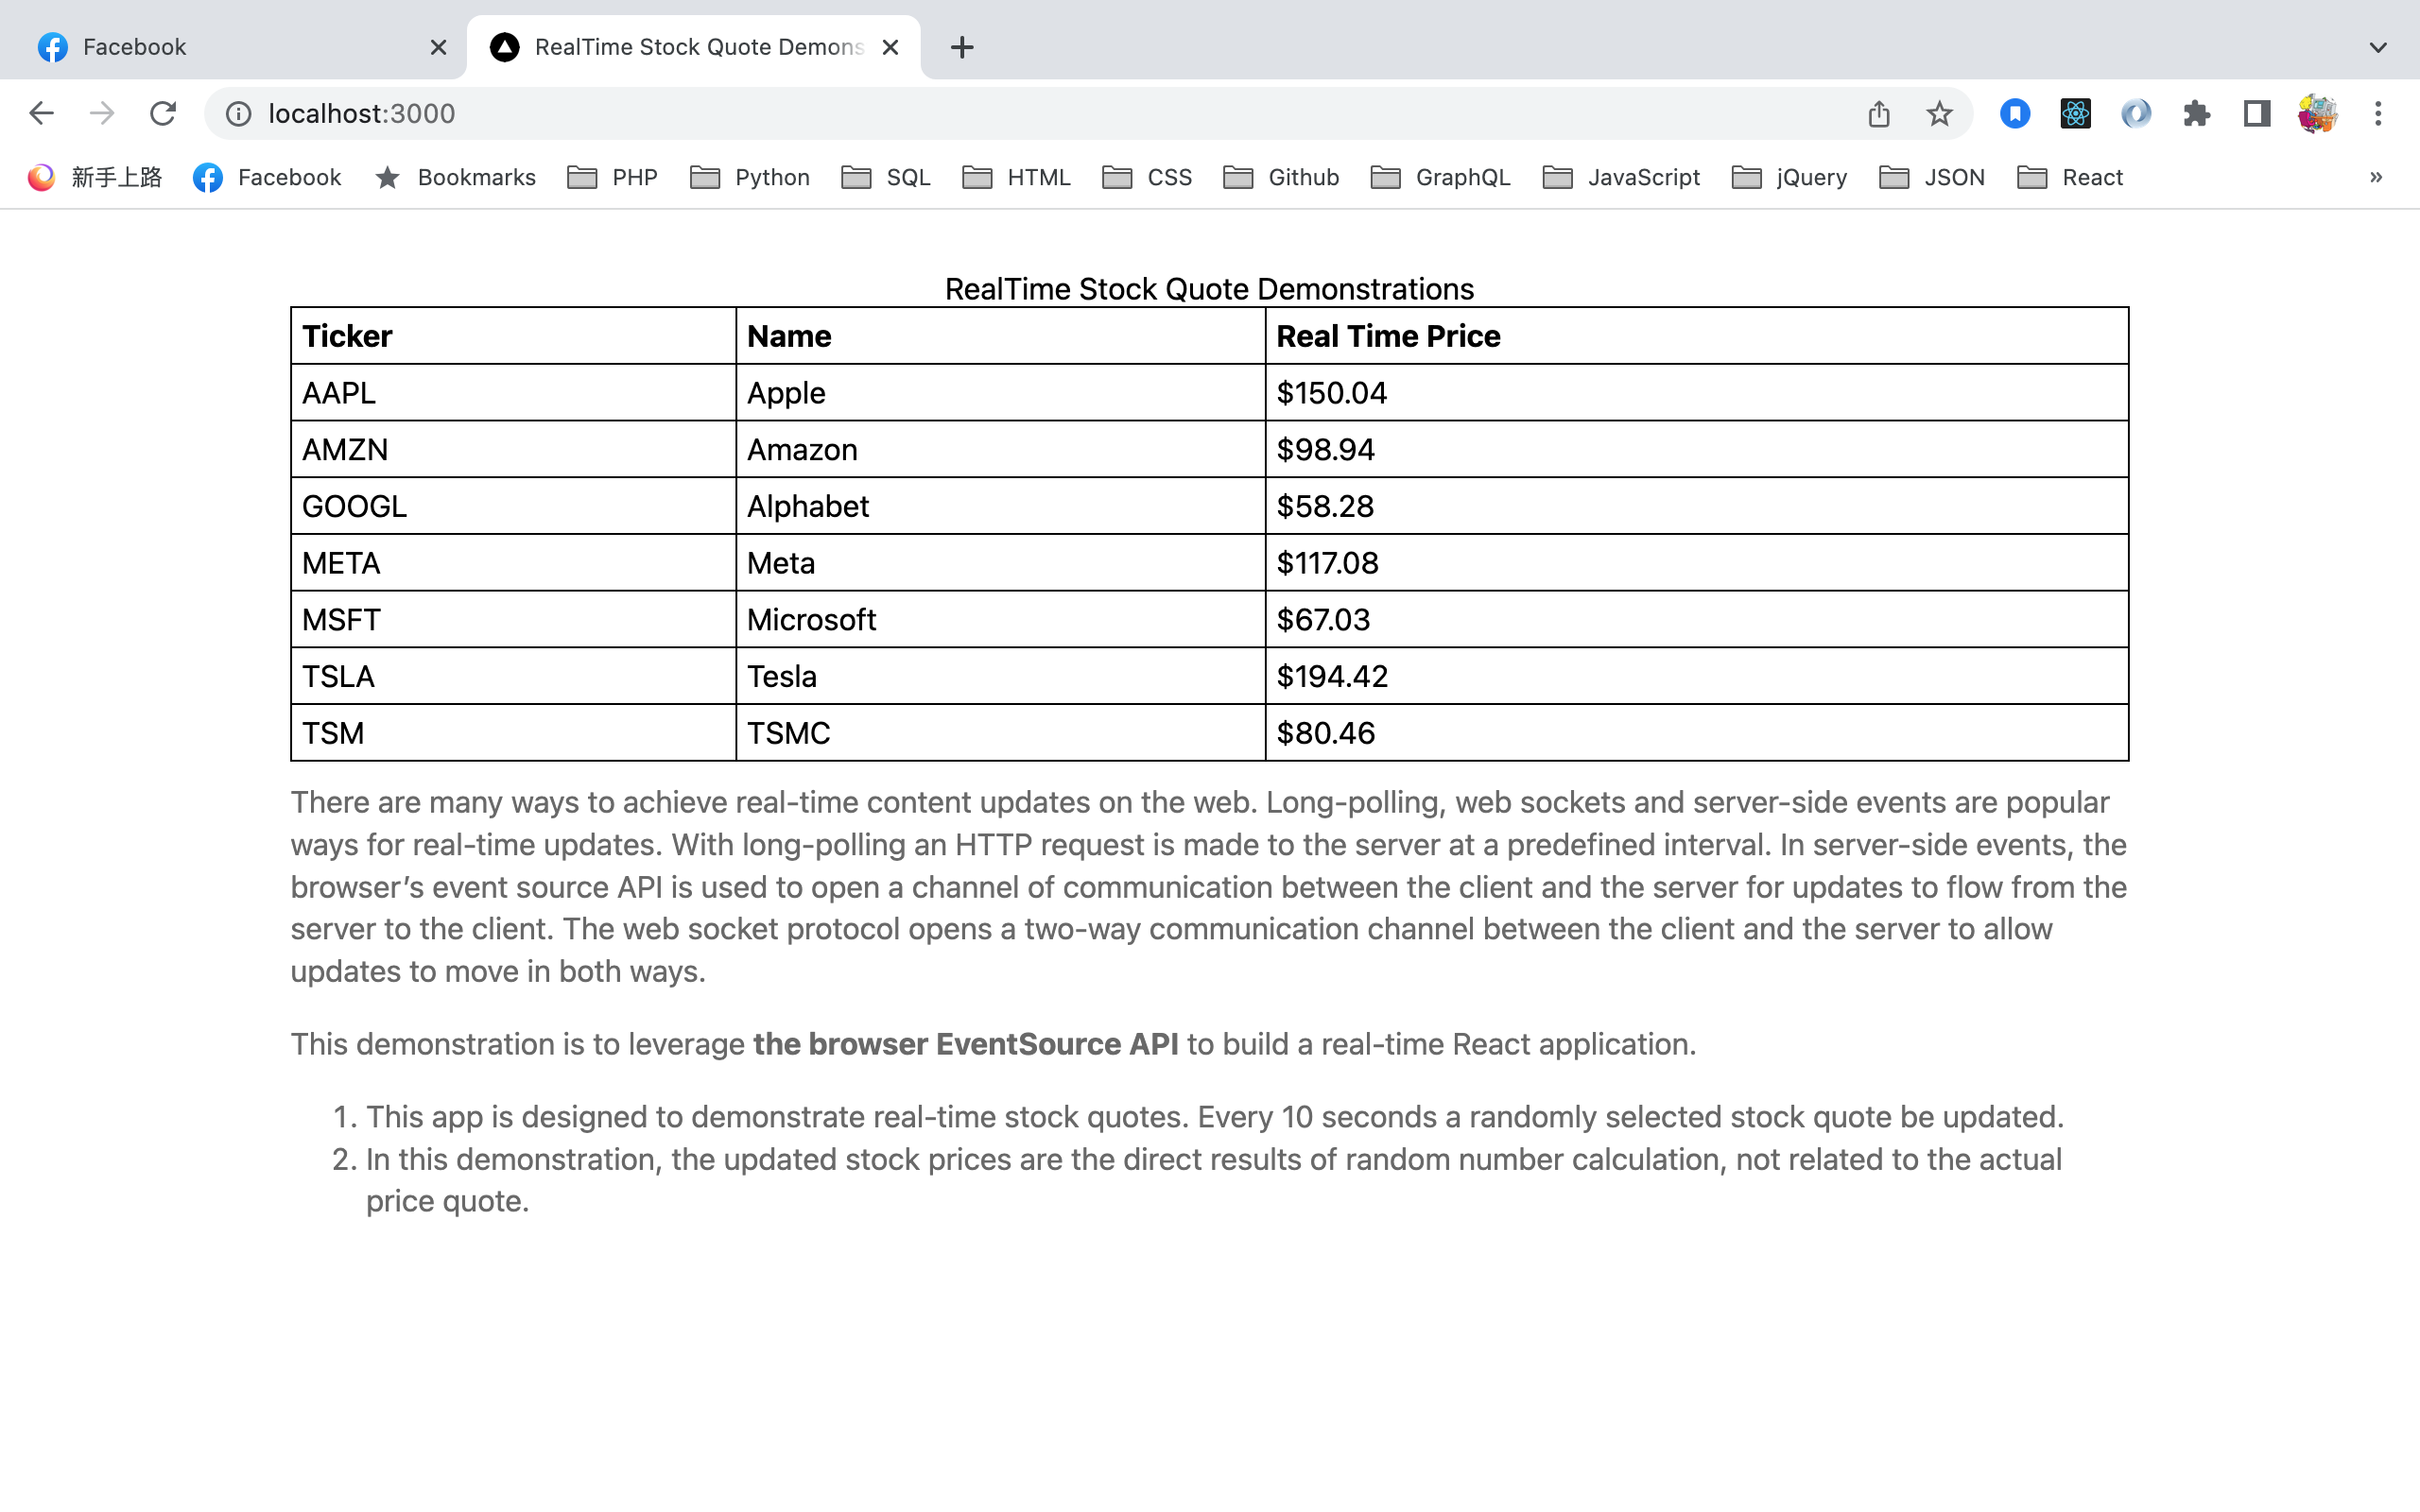 Facebook
RealTime Stock Quote Demons
localhost:3000
新手上路 Facebook Bookmarks PHP Python SQL HTML CSS Github GraphQL JavaScript jQuery JSON React »
RealTime Stock Quote Demonstrations
Ticker Name Real Time Price
AAPL Apple $150.04
AMZN Amazon $98.94
GOOGL Alphabet $58.28
META Meta $117.08
MSFT Microsoft $67.03
TSLA Tesla $194.42
TSM TSMC $80.46
There are many ways to achieve real-time content updates on the web. Long-polling, web sockets and server-side events are popular
ways for real-time updates. With long-polling an HTTP request is made to the server at a predefined interval. In server-side events, the
browser’s event source API is used to open a channel of communication between the client and the server for updates to flow from the
server to the client. The web socket protocol opens a two-way communication channel between the client and the server to allow
updates to move in both ways.
This demonstration is to leverage the browser EventSource API to build a real-time React application.
1. This app is designed to demonstrate real-time stock quotes. Every 10 seconds a randomly selected stock quote be updated.
2. In this demonstration, the updated stock prices are the direct results of random number calculation, not related to the actual
price quote.